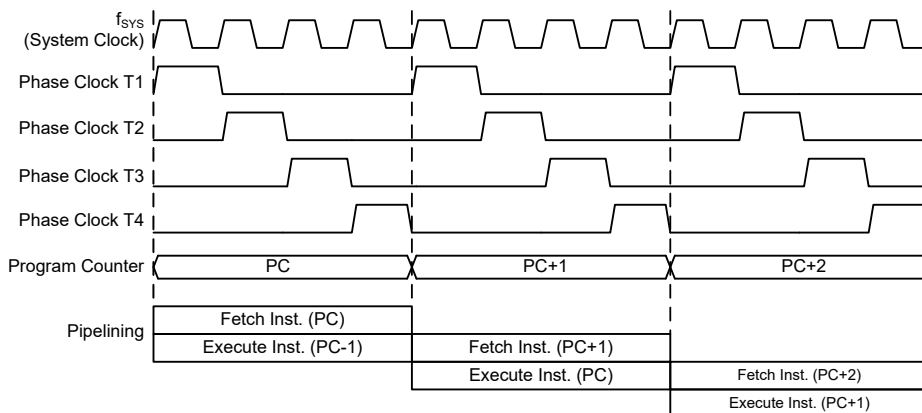 fSYS
(System Clock)
Phase Clock T1
Phase Clock T2
Phase Clock T3
Phase Clock T4
Program Counter
PC
PC+1
PC+2
Pipelining
Fetch Inst. (PC)
Execute Inst. (PC-1)
Fetch Inst. (PC+1)
Execute Inst. (PC)
Fetch Inst. (PC+2)
Execute Inst. (PC+1)